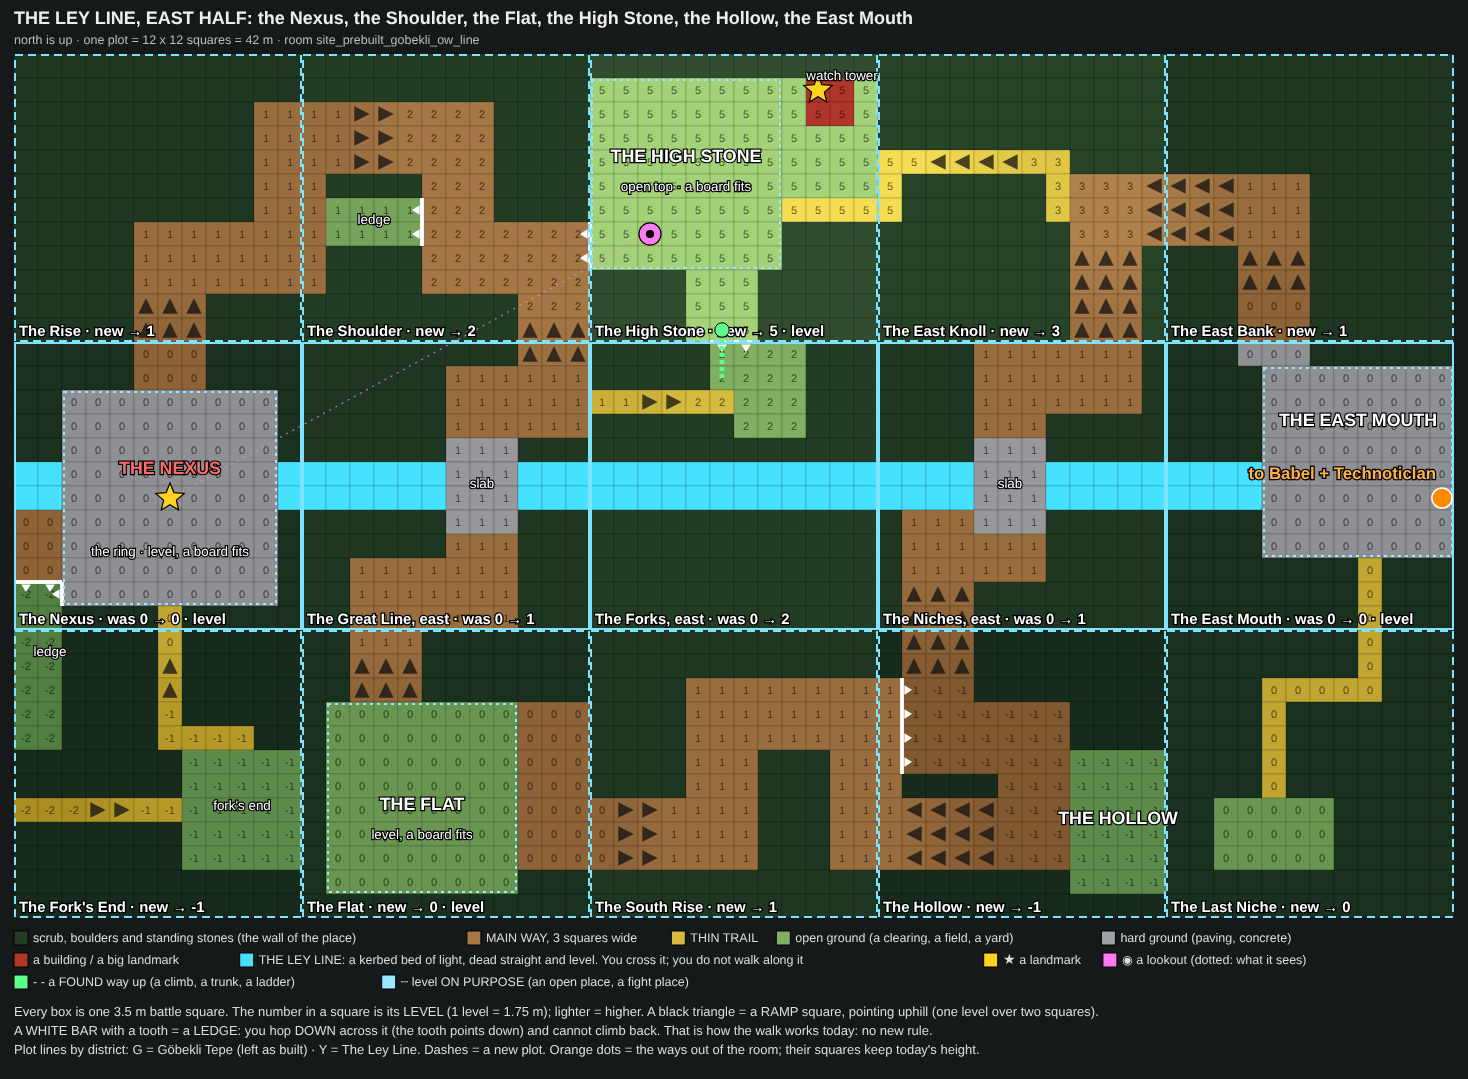 THE LEY LINE, EAST HALF: the Nexus, the Shoulder, the Flat, the High Stone, the Hollow, the East Mouth
north is up · one plot = 12 x 12 squares = 42 m · room site_prebuilt_gobekli_ow_line
watch tower
THE HIGH STONE
open top · a board fits
ledge
The Rise · new → 1
The Shoulder · new → 2
The High Stone · new → 5 · level
The East Knoll · new → 3
The East Bank · new → 1
THE NEXUS
the ring · level, a board fits
slab
slab
THE EAST MOUTH
to Babel + Technoticlan
The Nexus · was 0 → 0 · level
The Great Line, east · was 0 → 1
The Forks, east · was 0 → 2
The Niches, east · was 0 → 1
The East Mouth · was 0 → 0 · level
ledge
fork's end
THE FLAT
level, a board fits
THE HOLLOW
The Fork's End · new → -1
The Flat · new → 0 · level
The South Rise · new → 1
The Hollow · new → -1
The Last Niche · new → 0
scrub, boulders and standing stones (the wall of the place)
MAIN WAY, 3 squares wide
THIN TRAIL
open ground (a clearing, a field, a yard)
hard ground (paving, concrete)
a building / a big landmark
THE LEY LINE: a kerbed bed of light, dead straight and level. You cross it; you do not walk along it
★ a landmark
◉ a lookout (dotted: what it sees)
- - a FOUND way up (a climb, a trunk, a ladder)
┄ level ON PURPOSE (an open place, a fight place)
Every box is one 3.5 m battle square. The number in a square is its LEVEL (1 level = 1.75 m); lighter = higher. A black triangle = a RAMP square, pointing uphill (one level over two squares).
A WHITE BAR with a tooth = a LEDGE: you hop DOWN across it (the tooth points down) and cannot climb back. That is how the walk works today: no new rule.
Plot lines by district: G = Göbekli Tepe (left as built) · Y = The Ley Line. Dashes = a new plot. Orange dots = the ways out of the room; their squares keep today's height.